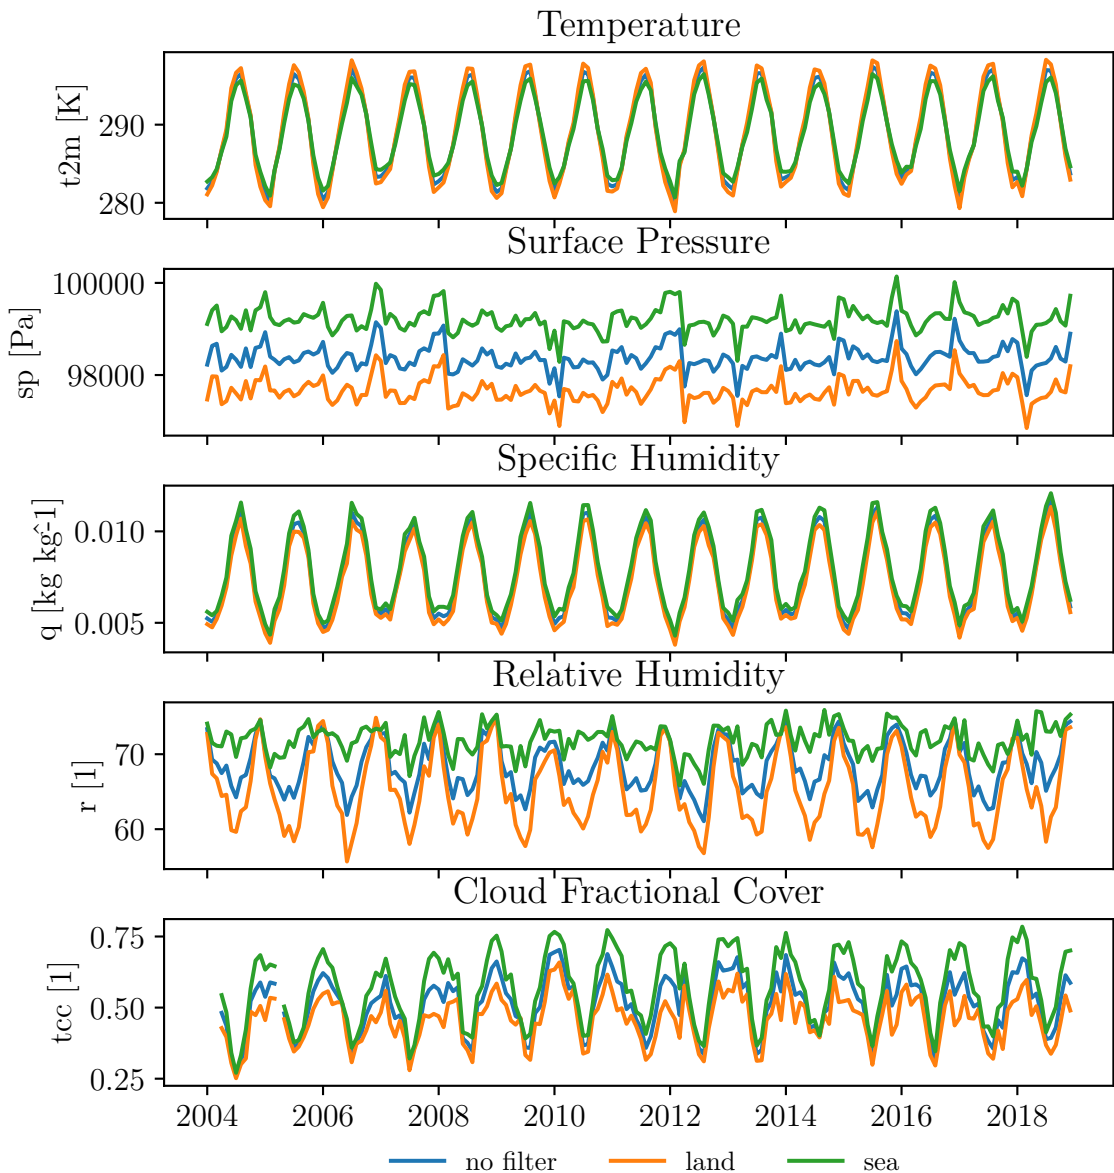 Temperature
t2m [K]
290
280
Surface Pressure
sp [Pa]
100000
98000
Specific Humidity
q [kg kg^-1]
0.010
0.005
Relative Humidity
r [1]
70
60
Cloud Fractional Cover
tcc [1]
0.75
0.50
0.25
2004 2006 2008 2010 2012 2014 2016 2018
no filter land sea